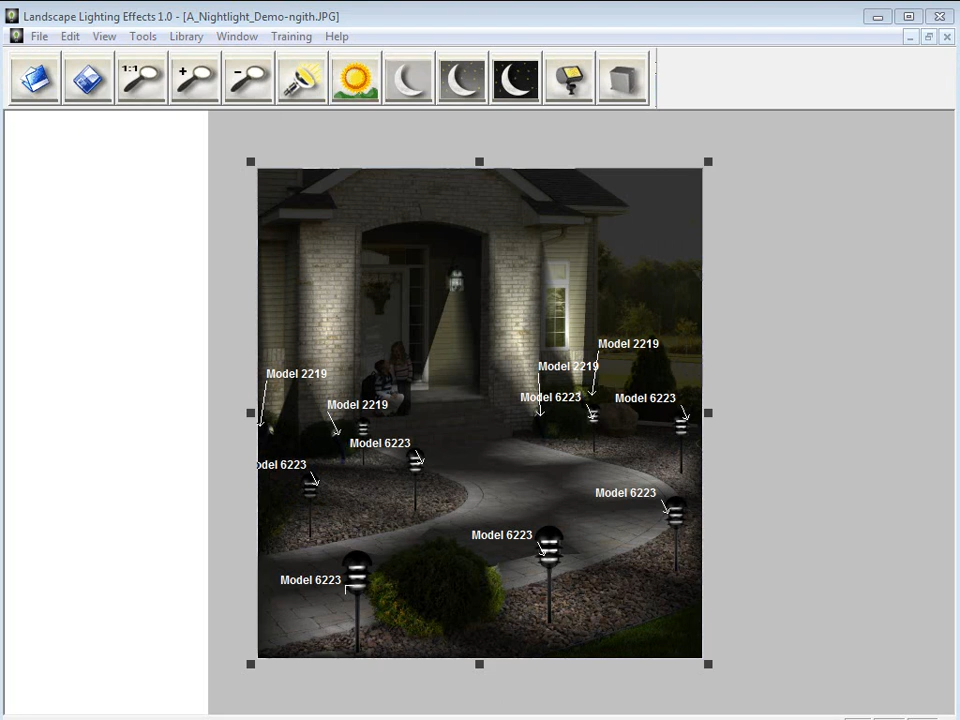 Landscape Lighting Effects 1.0 - [A_Nightlight_Demo-ngith.JPG]
File Edit View Tools Library Window Training Help
1:1
+
-
Model 2219
Model 2219
Model 2219
Model 6223
Model 6223
Model 2219
Model 6223
odel 6223
Model 6223
Model 6223
Model 6223